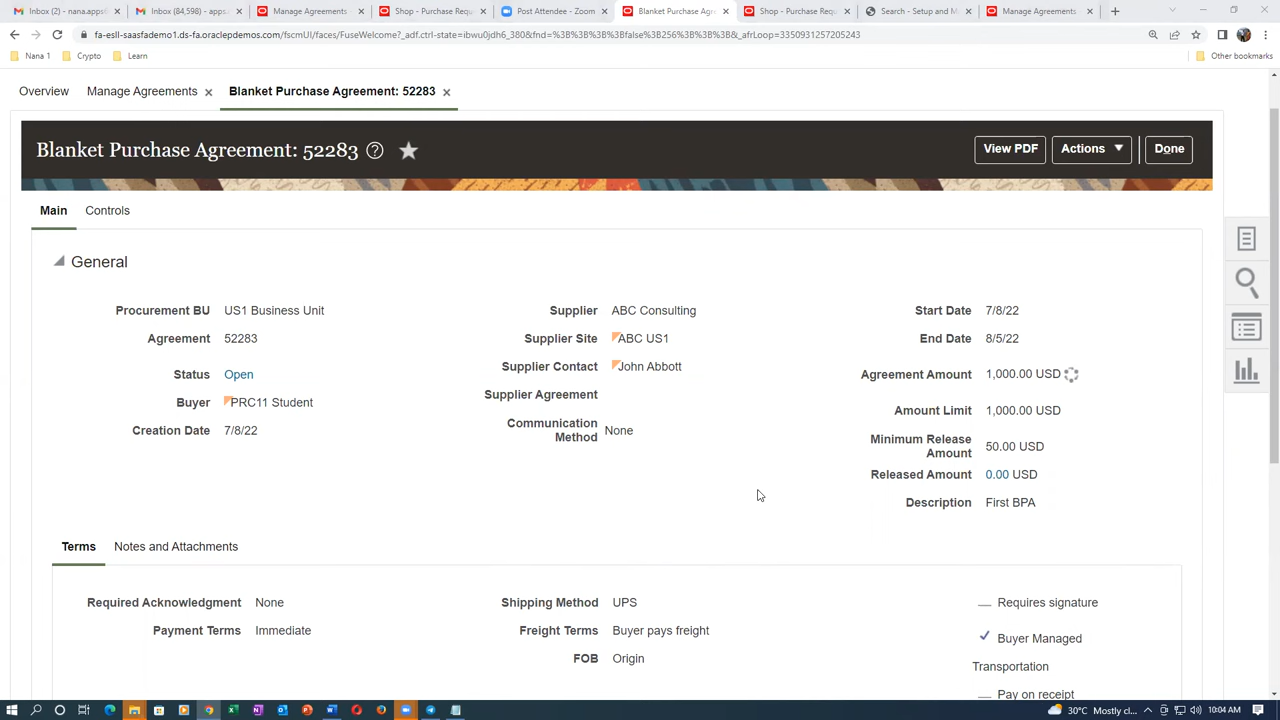 Inbox (2) - nana.apps
Inbox (84,598) - apps.
Manage Agreements
Shop - Purchase Requ
Post Attendee - Zoom
Blanket Purchase Agre
Shop - Purchase Requ
Search - Setup and M
Manage Agreements
fa-esll-saasfademo1.ds-fa.oraclepdemos.com/fscmUI/faces/FuseWelcome?_adf.ctrl-state=ibwu0jdh6_380&fnd=%3B%3B%3B%3Bfalse%3B256%3B%3B%3B&_afrLoop=3350931257205243
Nana 1
Crypto
Learn
Other bookmarks
Overview
Manage Agreements
Blanket Purchase Agreement: 52283
Blanket Purchase Agreement: 52283
View PDF
Actions
Done
Main
Controls
General
Procurement BU US1 Business Unit
Agreement 52283
Status Open
Buyer PRC11 Student
Creation Date 7/8/22
Supplier ABC Consulting
Supplier Site ABC US1
Supplier Contact John Abbott
Supplier Agreement
Communication
Method None
Start Date 7/8/22
End Date 8/5/22
Agreement Amount 1,000.00 USD
Amount Limit 1,000.00 USD
Minimum Release
Amount 50.00 USD
Released Amount 0.00 USD
Description First BPA
Terms
Notes and Attachments
Required Acknowledgment None
Payment Terms Immediate
Shipping Method UPS
Freight Terms Buyer pays freight
FOB Origin
Requires signature
Buyer Managed
Transportation
Pay on receipt
30°C Mostly cl...
10:04 AM